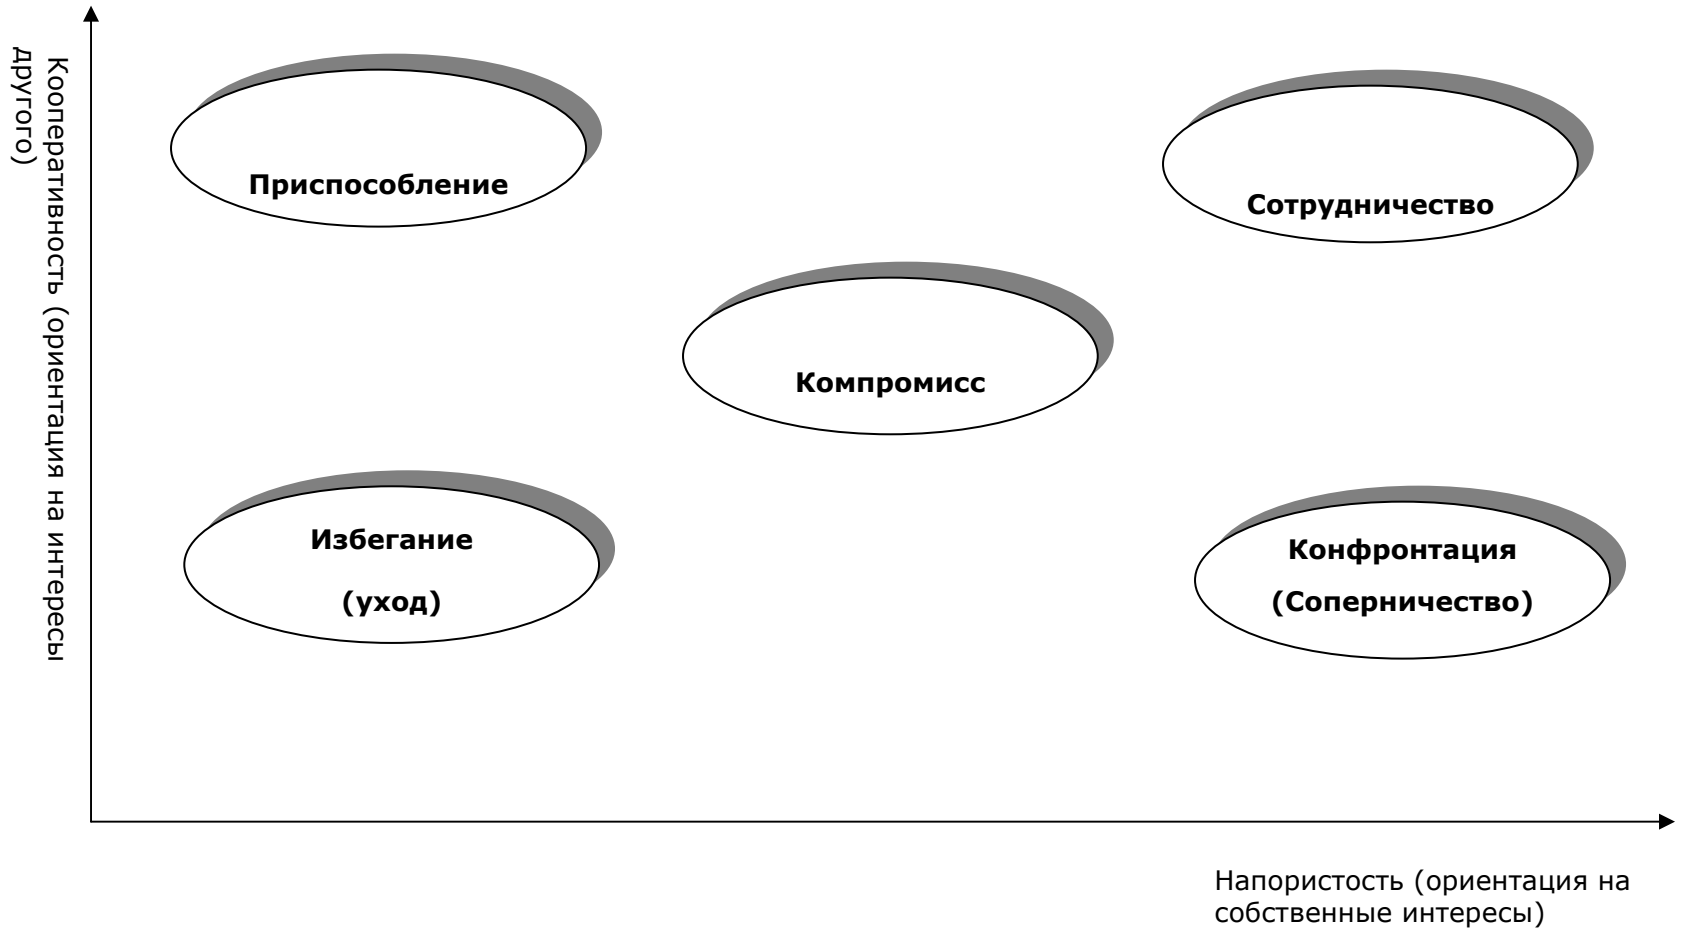 Кооперативность (ориентация на интересы
другого)
Приспособление
Сотрудничество
Компромисс
Избегание
(уход)
Конфронтация
(Соперничество)
Напористость (ориентация на
собственные интересы)